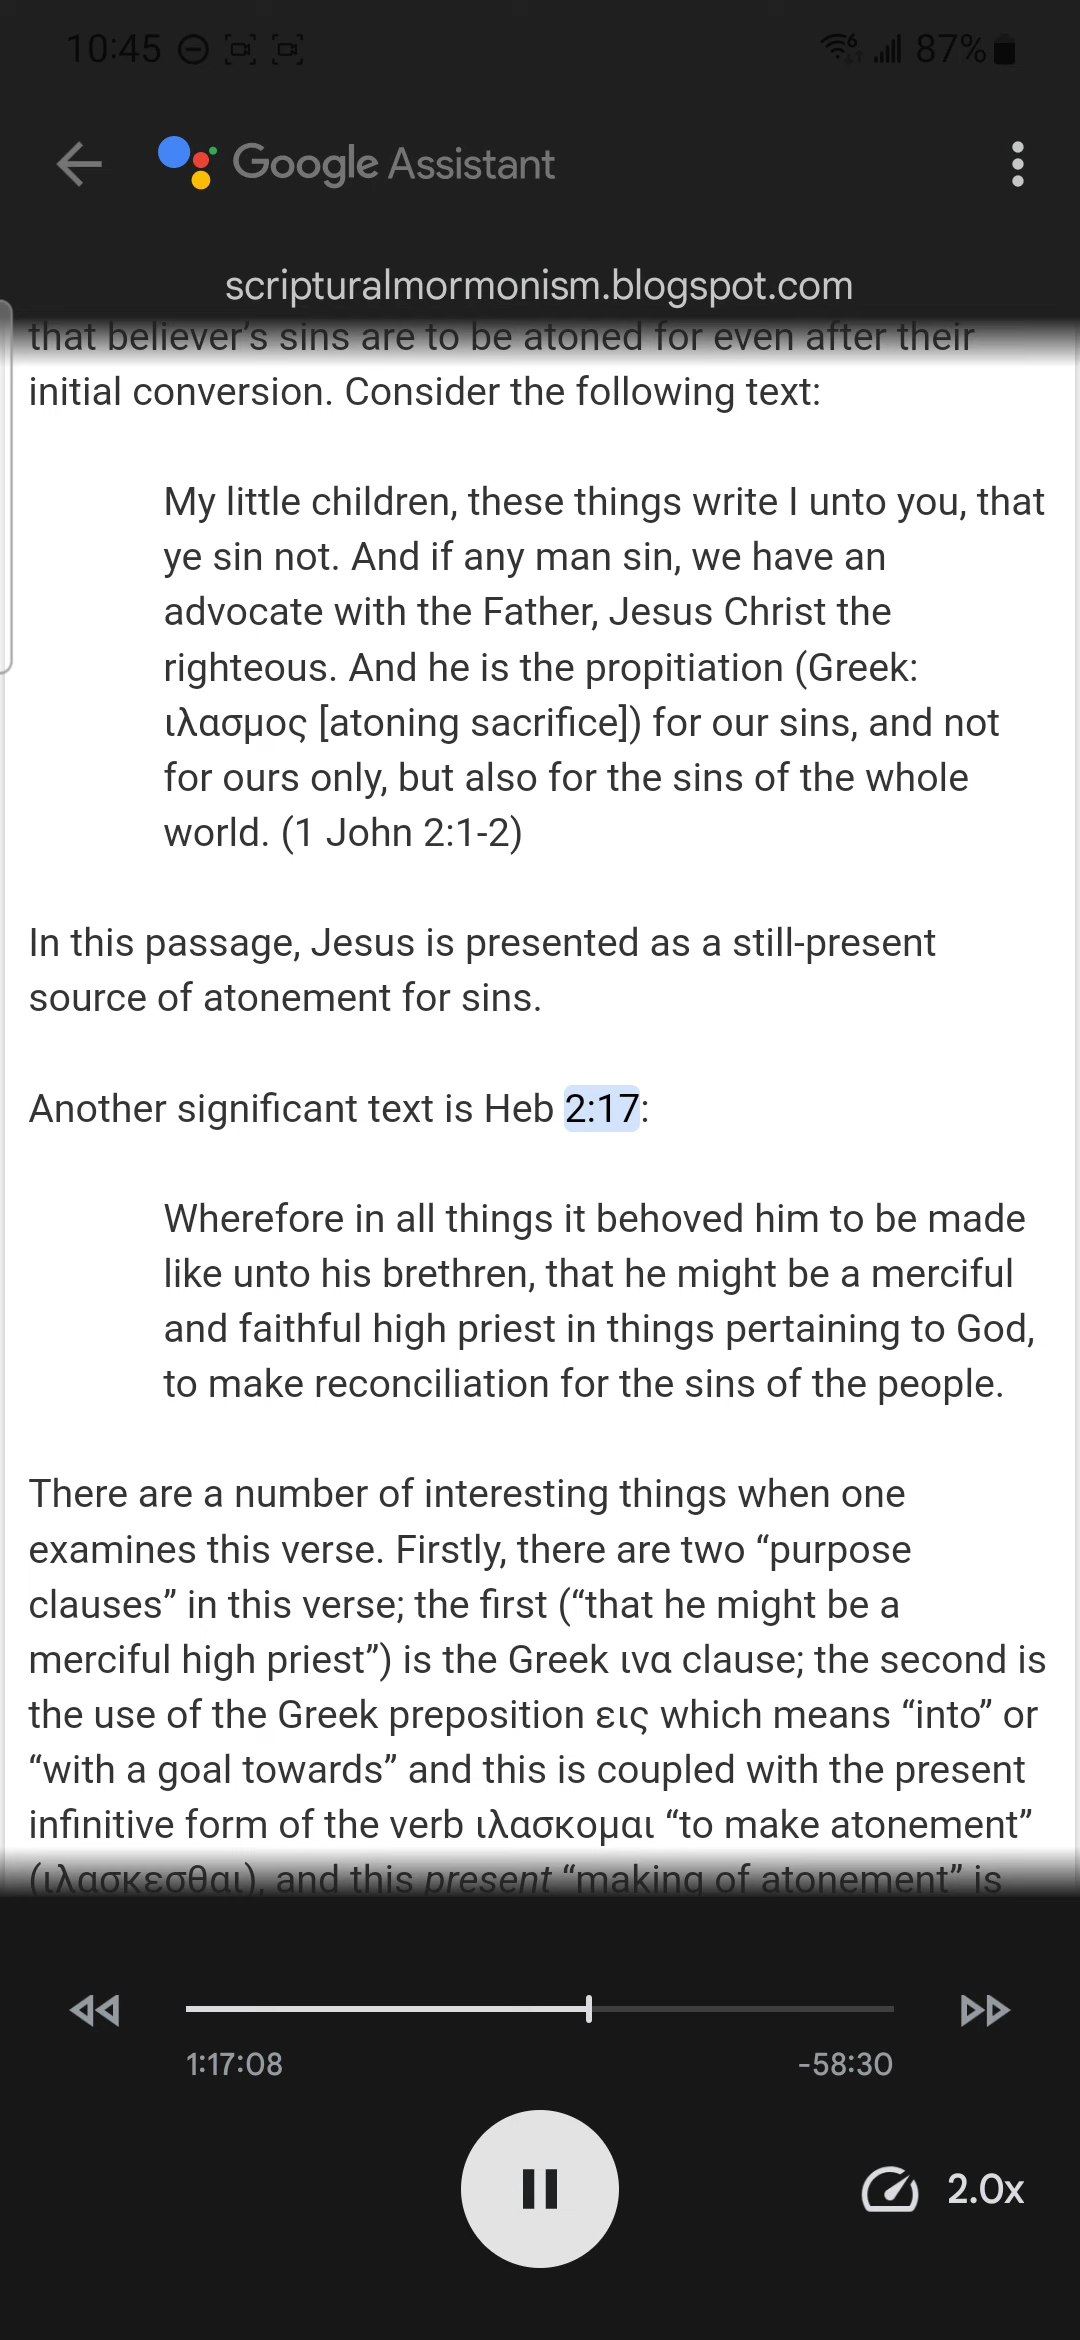 10:45
6
87%
Google Assistant
scripturalmormonism.blogspot.com
that believer’s sins are to be atoned for even after their
initial conversion. Consider the following text:
My little children, these things write I unto you, that
ye sin not. And if any man sin, we have an
advocate with the Father, Jesus Christ the
righteous. And he is the propitiation (Greek:
ιλασμος [atoning sacrifice]) for our sins, and not
for ours only, but also for the sins of the whole
world. (1 John 2:1-2)
In this passage, Jesus is presented as a still-present
source of atonement for sins.
Another significant text is Heb 2:17:
Wherefore in all things it behoved him to be made
like unto his brethren, that he might be a merciful
and faithful high priest in things pertaining to God,
to make reconciliation for the sins of the people.
There are a number of interesting things when one
examines this verse. Firstly, there are two “purpose
clauses” in this verse; the first (“that he might be a
merciful high priest”) is the Greek ινα clause; the second is
the use of the Greek preposition εις which means “into” or
“with a goal towards” and this is coupled with the present
infinitive form of the verb ιλασκομαι “to make atonement”
(ιλασκεσθαι), and this present “making of atonement” is
1:17:08
-58:30
2.0x